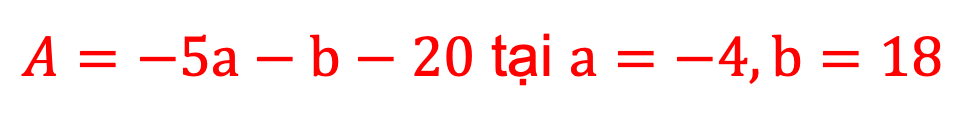 A = −5a − b − 20 tại a = −4, b = 18